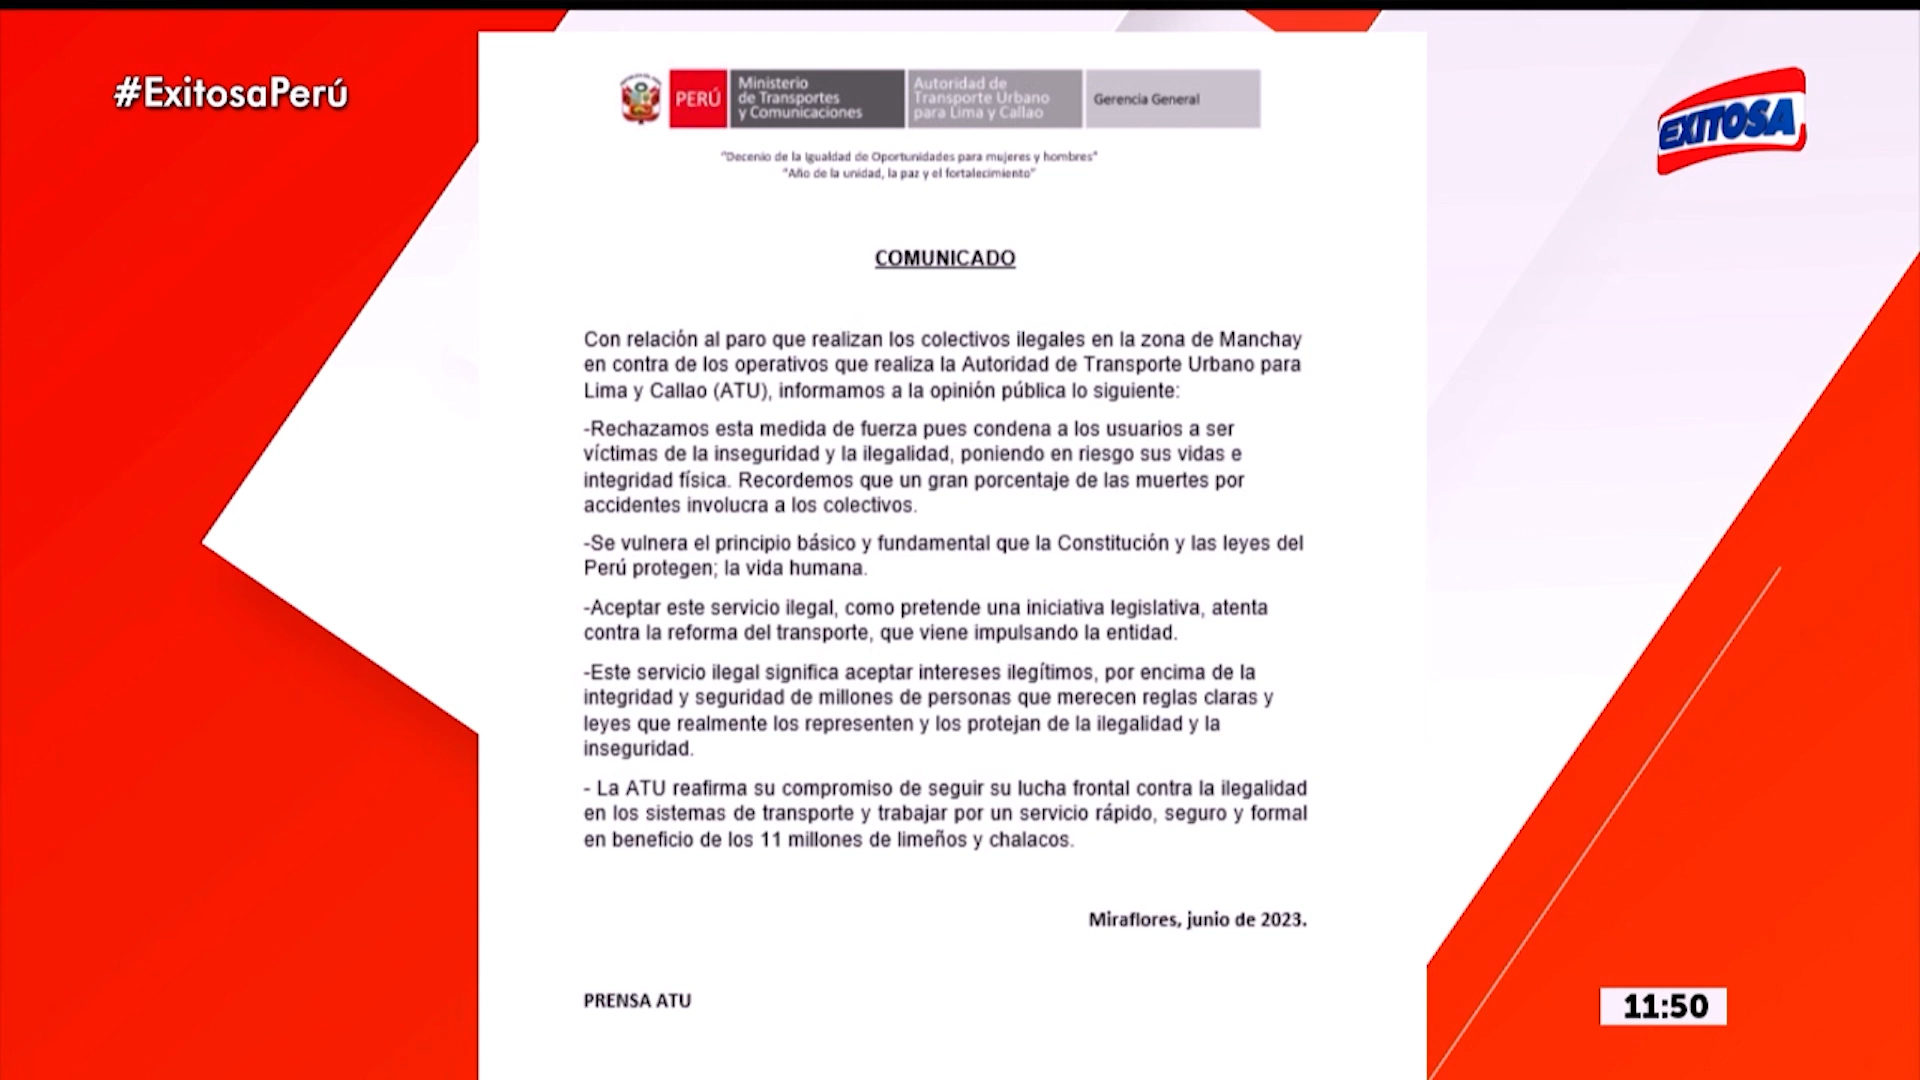 #ExitosaPerú
EXITOSA
PERÚ
Ministerio
de Transportes
y Comunicaciones
Autoridad de
Transporte Urbano
para Lima y Callao
Gerencia General
"Decenio de la Igualdad de Oportunidades para mujeres y hombres"
"Año de la unidad, la paz y el fortalecimiento"
COMUNICADO
Con relación al paro que realizan los colectivos ilegales en la zona de Manchay
en contra de los operativos que realiza la Autoridad de Transporte Urbano para
Lima y Callao (ATU), informamos a la opinión pública lo siguiente:
-Rechazamos esta medida de fuerza pues condena a los usuarios a ser
víctimas de la inseguridad y la ilegalidad, poniendo en riesgo sus vidas e
integridad física. Recordemos que un gran porcentaje de las muertes por
accidentes involucra a los colectivos.
-Se vulnera el principio básico y fundamental que la Constitución y las leyes del
Perú protegen; la vida humana.
-Aceptar este servicio ilegal, como pretende una iniciativa legislativa, atenta
contra la reforma del transporte, que viene impulsando la entidad.
-Este servicio ilegal significa aceptar intereses ilegítimos, por encima de la
integridad y seguridad de millones de personas que merecen reglas claras y
leyes que realmente los representen y los protejan de la ilegalidad y la
inseguridad.
- La ATU reafirma su compromiso de seguir su lucha frontal contra la ilegalidad
en los sistemas de transporte y trabajar por un servicio rápido, seguro y formal
en beneficio de los 11 millones de limeños y chalacos.
Miraflores, junio de 2023.
PRENSA ATU
11:50